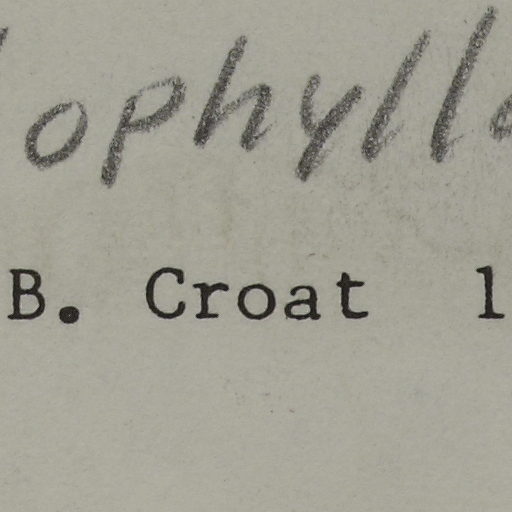 ophyll
B. Croat 1